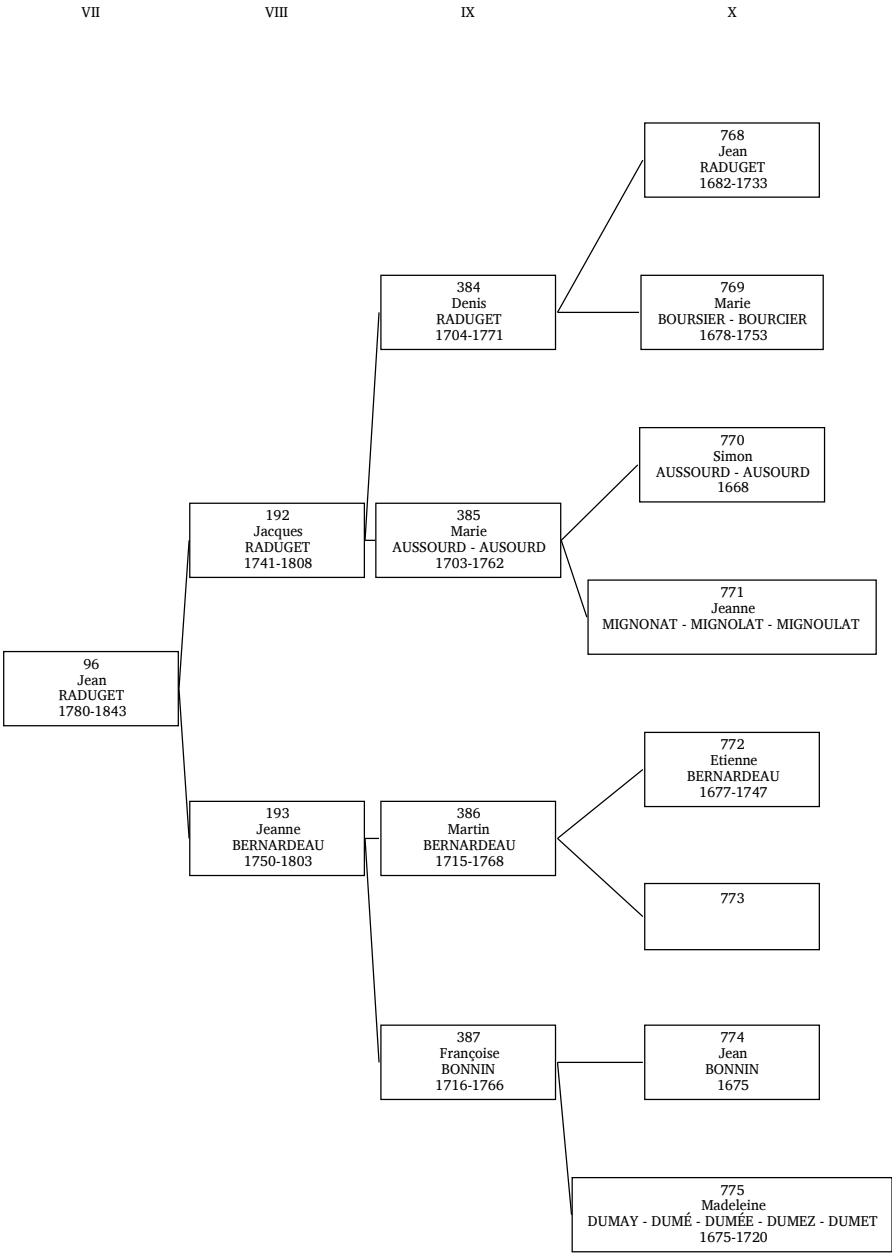 VII VIII IX X
768
Jean
RADUGET
1682-1733
384
Denis
RADUGET
1704-1771
769
Marie
BOURSIER - BOURCIER
1678-1753
770
Simon
AUSSOURD - AUSOURD
1668
192
Jacques
RADUGET
1741-1808
385
Marie
AUSSOURD - AUSOURD
1703-1762
771
Jeanne
MIGNONAT - MIGNOLAT - MIGNOULAT
96
Jean
RADUGET
1780-1843
772
Etienne
BERNARDEAU
1677-1747
193
Jeanne
BERNARDEAU
1750-1803
386
Martin
BERNARDEAU
1715-1768
773
387
Françoise
BONNIN
1716-1766
774
Jean
BONNIN
1675
775
Madeleine
DUMAY - DUMÉ - DUMÉE - DUMEZ - DUMET
1675-1720